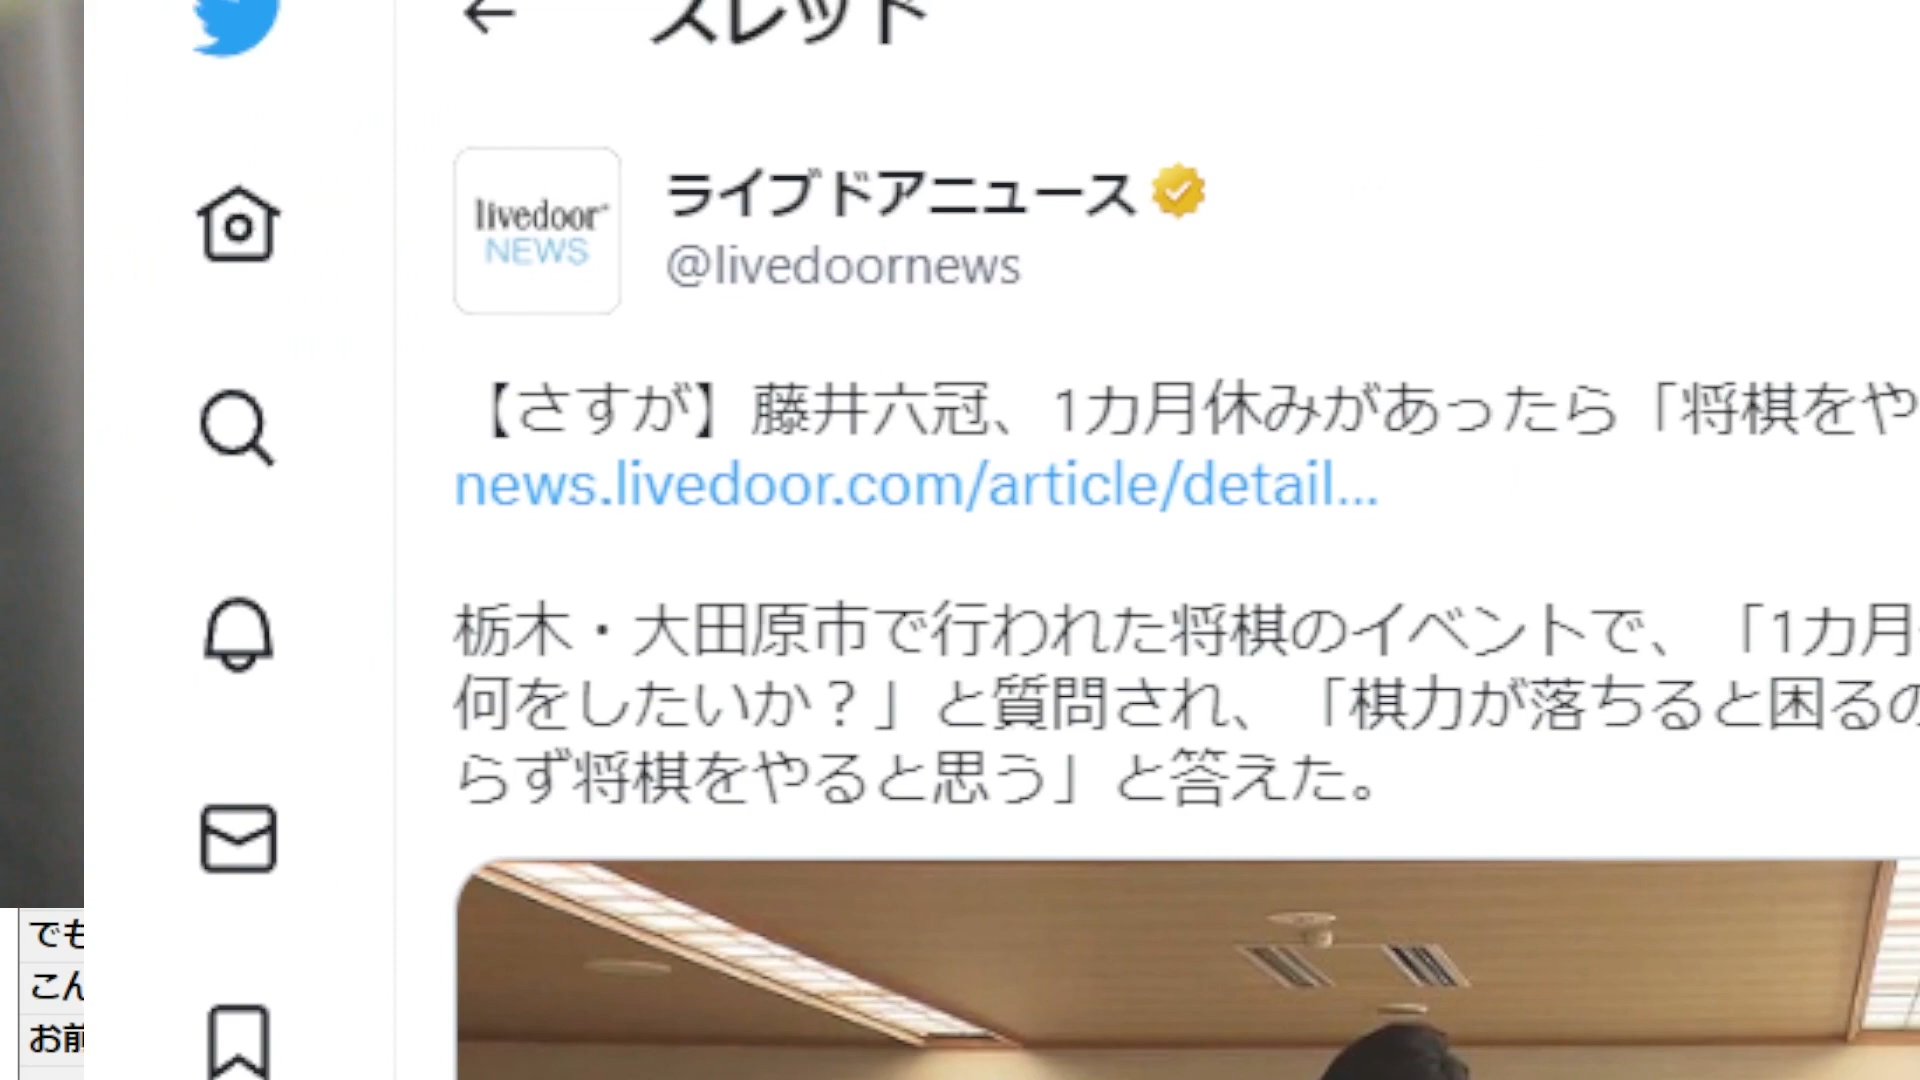 スレッド
livedoor
NEWS
ライブドアニュース
@livedoornews
【さすが】藤井六冠、1カ月休みがあったら「将棋をや
news.livedoor.com/article/detail...
栃木・大田原市で行われた将棋のイベントで、「1カ月
何をしたいか？」と質問され、「棋力が落ちると困るの
らず将棋をやると思う」と答えた。
でも
こん
お前